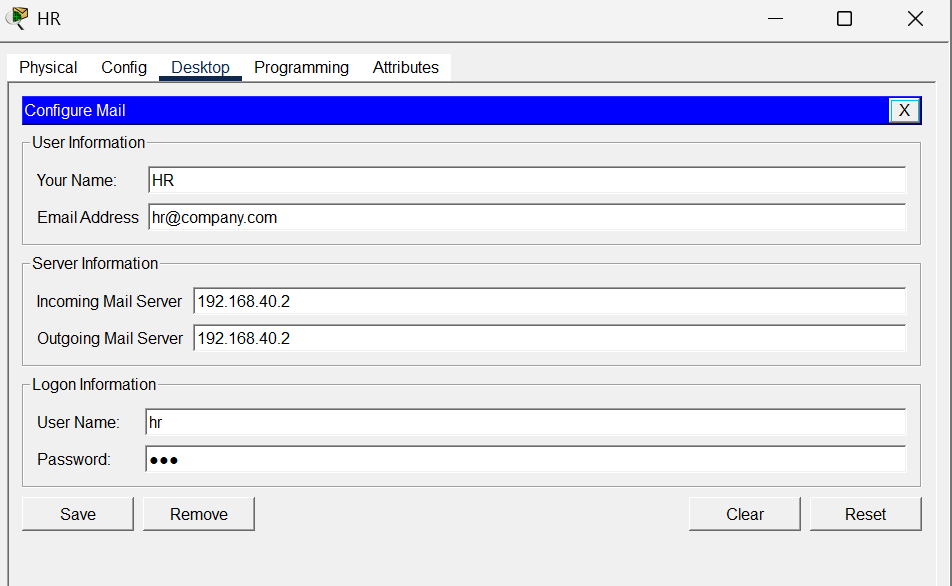 HR
Physical Config Desktop Programming Attributes
Configure Mail X
User Information
Your Name: HR
Email Address hr@company.com
Server Information
Incoming Mail Server 192.168.40.2
Outgoing Mail Server 192.168.40.2
Logon Information
User Name: hr
Password: ●●●
Save Remove Clear Reset